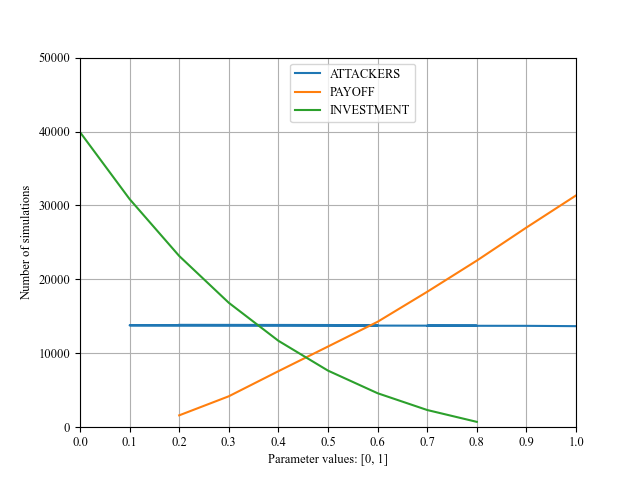 50000
40000
30000
20000
10000
0
Number of simulations
ATTACKERS
PAYOFF
INVESTMENT
0.0 0.1 0.2 0.3 0.4 0.5 0.6 0.7 0.8 0.9 1.0
Parameter values: [0, 1]